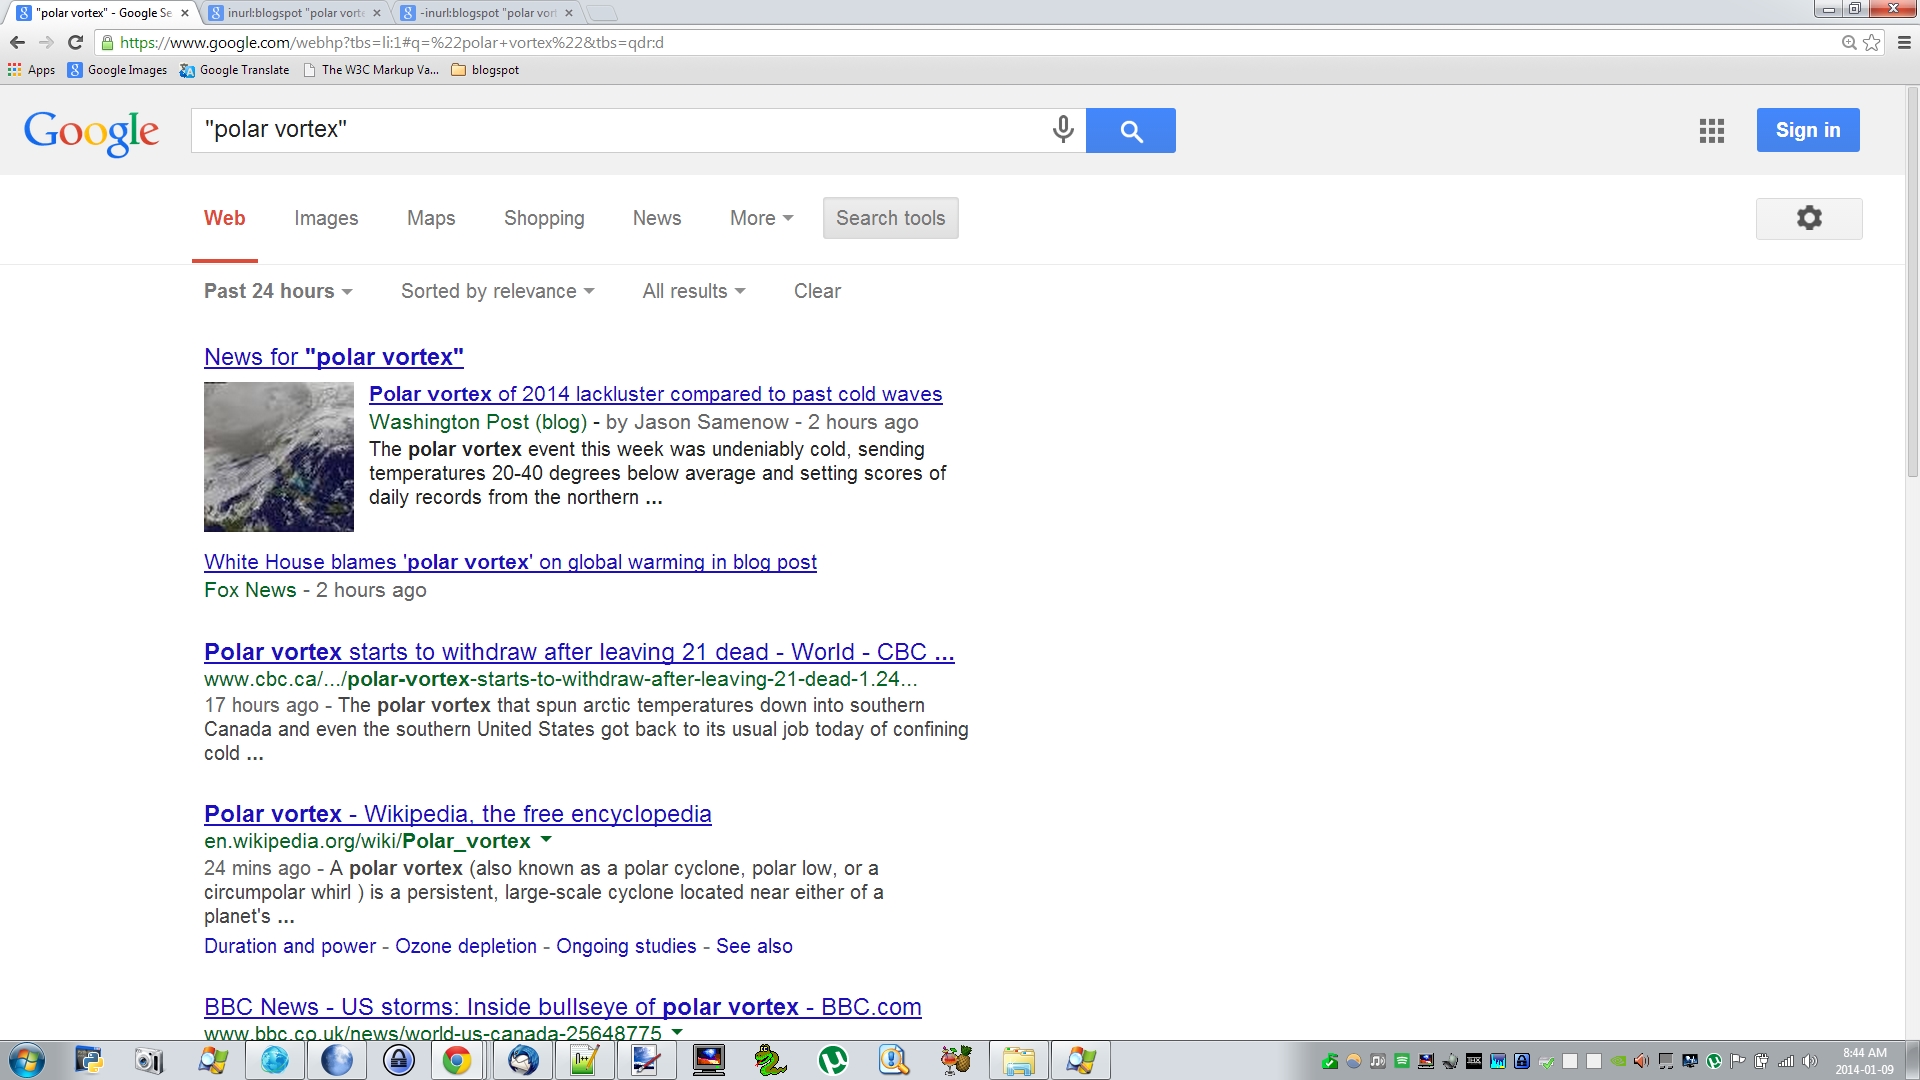 "polar vortex" - Google Se
inurl:blogspot "polar vorte
-inurl:blogspot "polar vort
https://www.google.com/webhp?tbs=li:1#q=%22polar+vortex%22&tbs=qdr:d
Apps
Google Images
Google Translate
The W3C Markup Va...
blogspot
Google
"polar vortex"
Sign in
Web
Images
Maps
Shopping
News
More
Search tools
Past 24 hours
Sorted by relevance
All results
Clear
News for "polar vortex"
Polar vortex of 2014 lackluster compared to past cold waves
Washington Post (blog) - by Jason Samenow - 2 hours ago
The polar vortex event this week was undeniably cold, sending
temperatures 20-40 degrees below average and setting scores of
daily records from the northern ...
White House blames 'polar vortex' on global warming in blog post
Fox News - 2 hours ago
Polar vortex starts to withdraw after leaving 21 dead - World - CBC ...
www.cbc.ca/.../polar-vortex-starts-to-withdraw-after-leaving-21-dead-1.24...
17 hours ago - The polar vortex that spun arctic temperatures down into southern
Canada and even the southern United States got back to its usual job today of confining
cold ...
Polar vortex - Wikipedia, the free encyclopedia
en.wikipedia.org/wiki/Polar_vortex
24 mins ago - A polar vortex (also known as a polar cyclone, polar low, or a
circumpolar whirl ) is a persistent, large-scale cyclone located near either of a
planet's ...
Duration and power - Ozone depletion - Ongoing studies - See also
BBC News - US storms: Inside bullseye of polar vortex - BBC.com
www.bbc.co.uk/news/world-us-canada-25648775
8:44 AM
2014-01-09